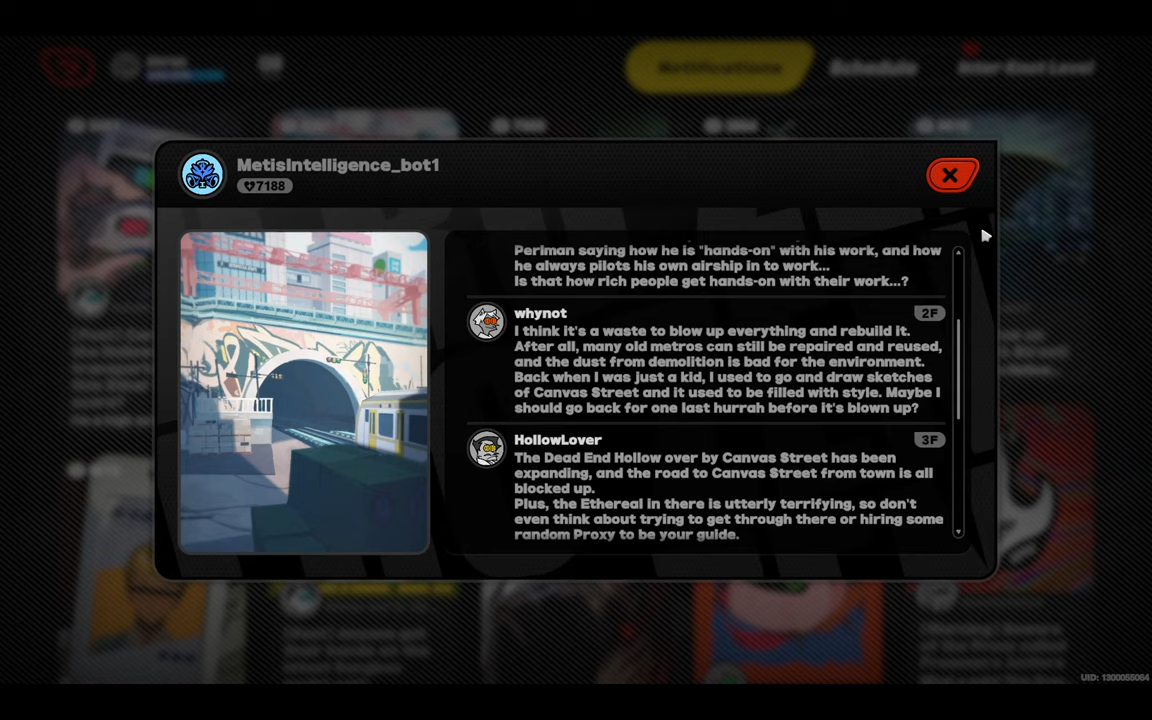 Notifications
Schedule
Inter-Knot Level
MetisIntelligence_bot1
7188
Perlman saying how he is "hands-on" with his work, and how
he always pilots his own airship in to work...
Is that how rich people get hands-on with their work...?
whynot
2F
I think it's a waste to blow up everything and rebuild it.
After all, many old metros can still be repaired and reused,
and the dust from demolition is bad for the environment.
Back when I was just a kid, I used to go and draw sketches
of Canvas Street and it used to be filled with style. Maybe I
should go back for one last hurrah before it's blown up?
HollowLover
3F
The Dead End Hollow over by Canvas Street has been
expanding, and the road to Canvas Street from town is all
blocked up.
Plus, the Ethereal in there is utterly terrifying, so don't
even think about trying to get through there or hiring some
random Proxy to be your guide.
UID: 1300055064